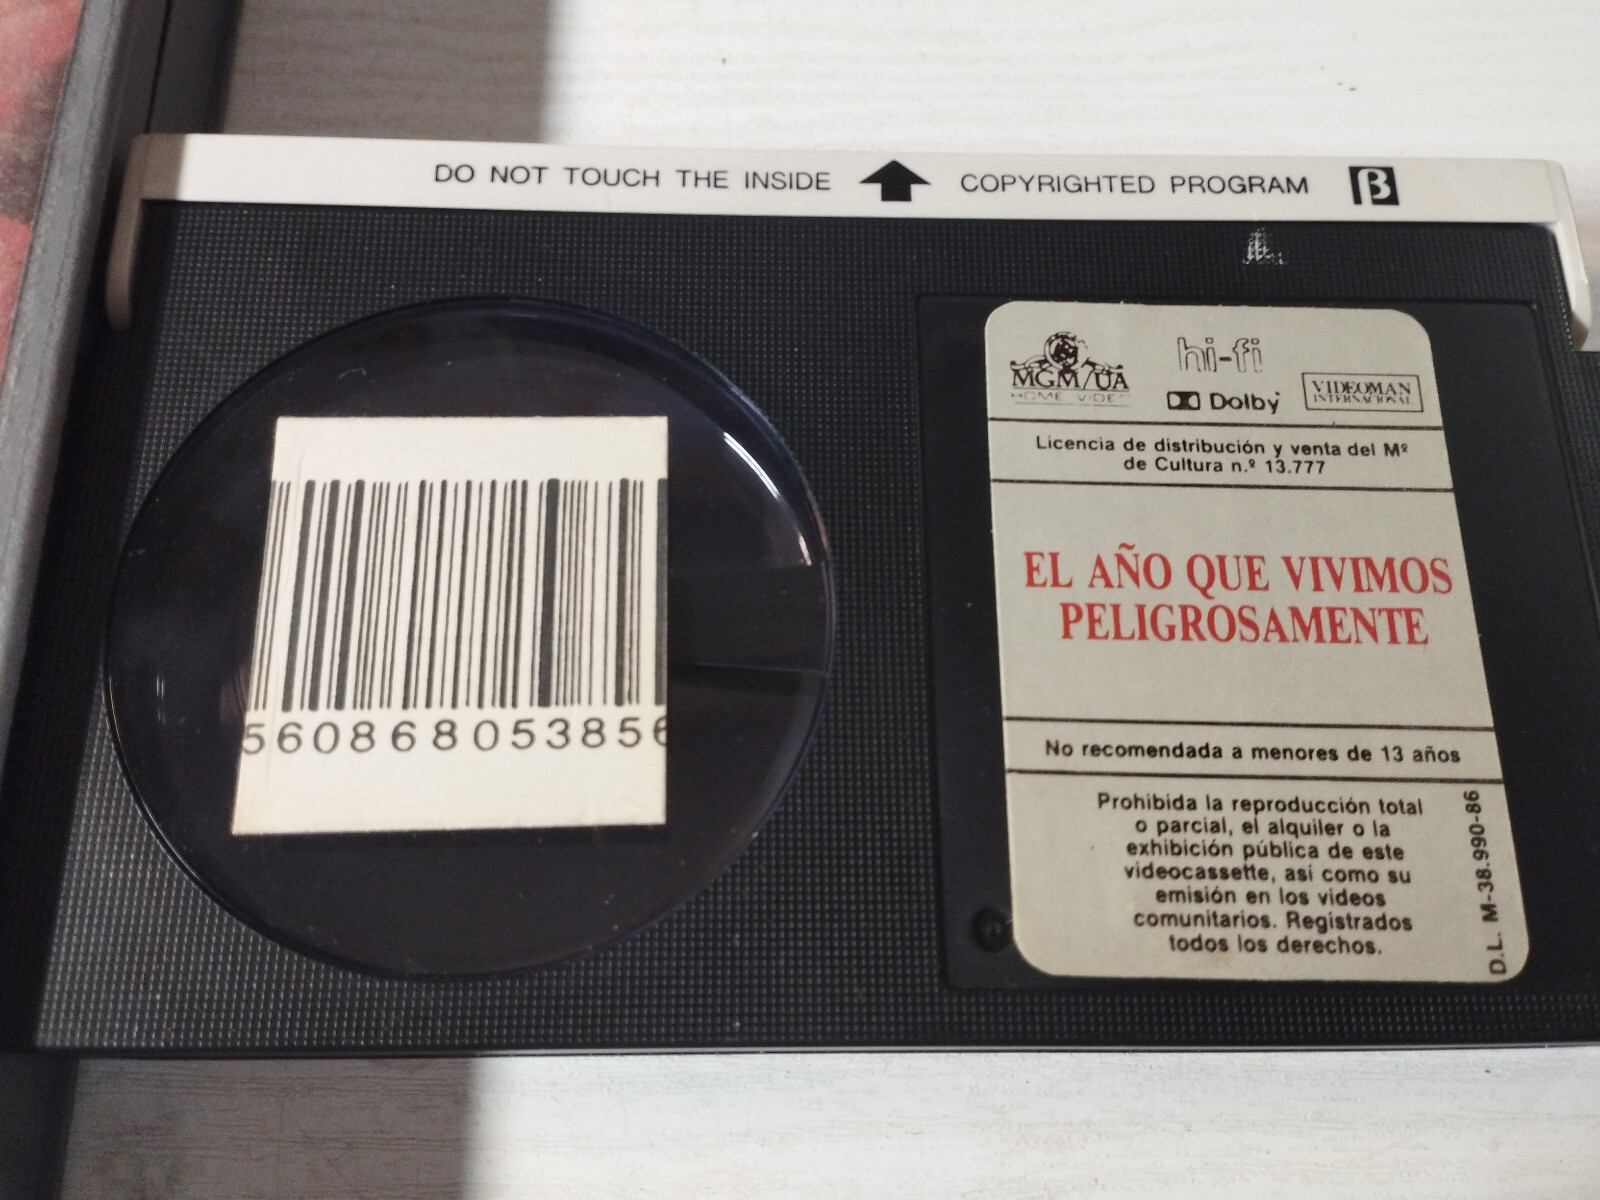 DO NOT TOUCH THE INSIDE COPYRIGHTED PROGRAM β
MGM/UA
HOME VIDEO
hi-fi
Dolby
VIDEOMAN
INTERNACIONAL
Licencia de distribución y venta del Mº
de Cultura n.º 13.777
EL AÑO QUE VIVIMOS
PELIGROSAMENTE
No recomendada a menores de 13 años
Prohibida la reproducción total
o parcial, el alquiler o la
exhibición pública de este
videocassette, así como su
emisión en los videos
comunitarios. Registrados
todos los derechos.
D.L. M-38.990-86
560868053856